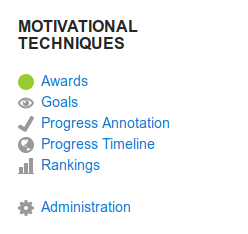 MOTIVATIONAL
TECHNIQUES
Awards
Goals
Progress Annotation
Progress Timeline
Rankings
Administration